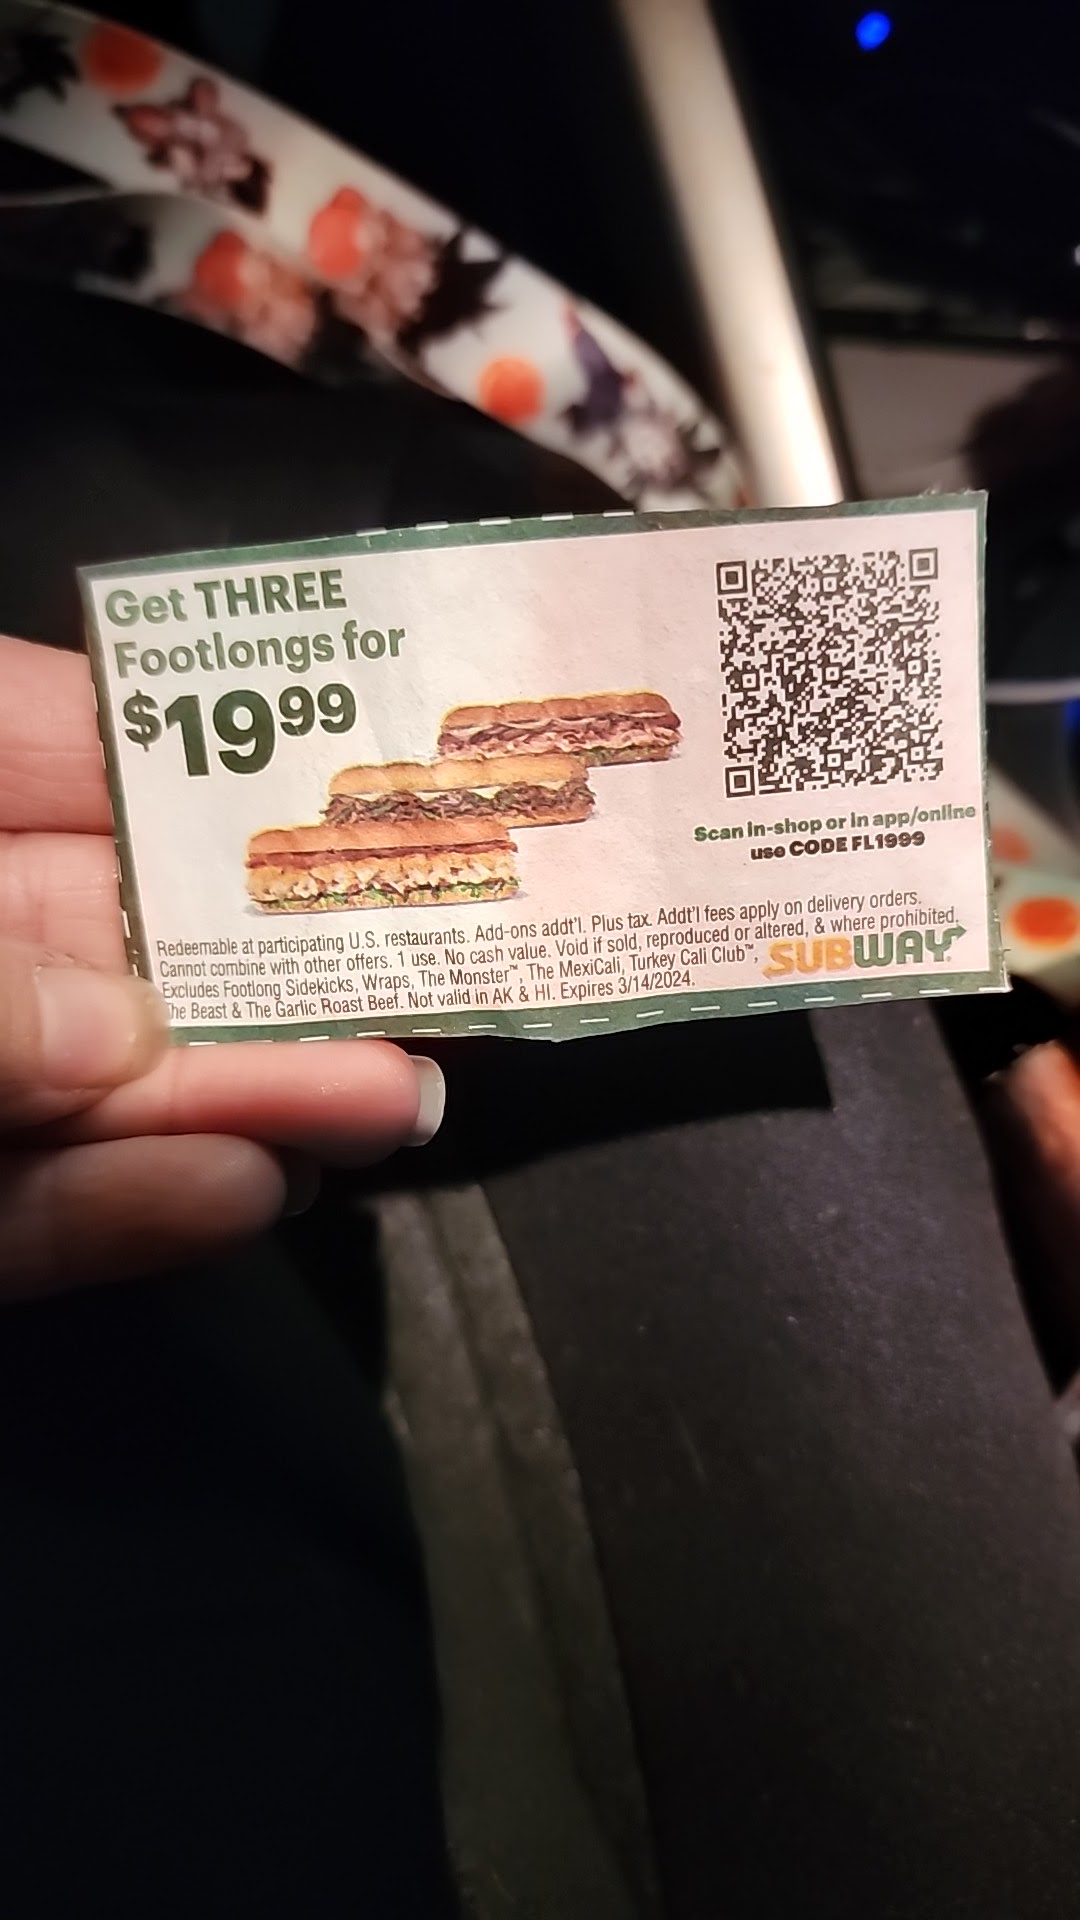 Get THREE
Footlongs for
$19⁹⁹
Scan in-shop or in app/online
use CODE FL1999
Redeemable at participating U.S. restaurants. Add-ons addt'l. Plus tax. Addt'l fees apply on delivery orders.
Cannot combine with other offers. 1 use. No cash value. Void if sold, reproduced or altered, & where prohibited.
Excludes Footlong Sidekicks, Wraps, The Monster™, The MexiCali, Turkey Cali Club™,
The Beast & The Garlic Roast Beef. Not valid in AK & HI. Expires 3/14/2024.
SUBWAY